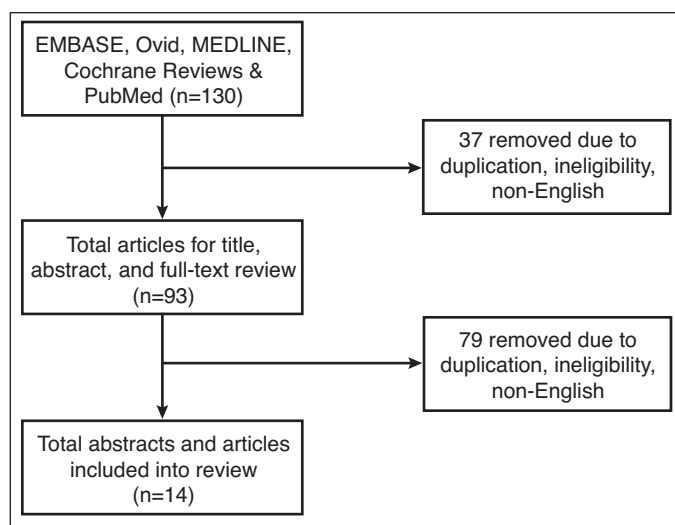 EMBASE, Ovid, MEDLINE,
Cochrane Reviews &
PubMed (n=130)
37 removed due to
duplication, ineligibility,
non-English
Total articles for title,
abstract, and full-text review
(n=93)
79 removed due to
duplication, ineligibility,
non-English
Total abstracts and articles
included into review
(n=14)